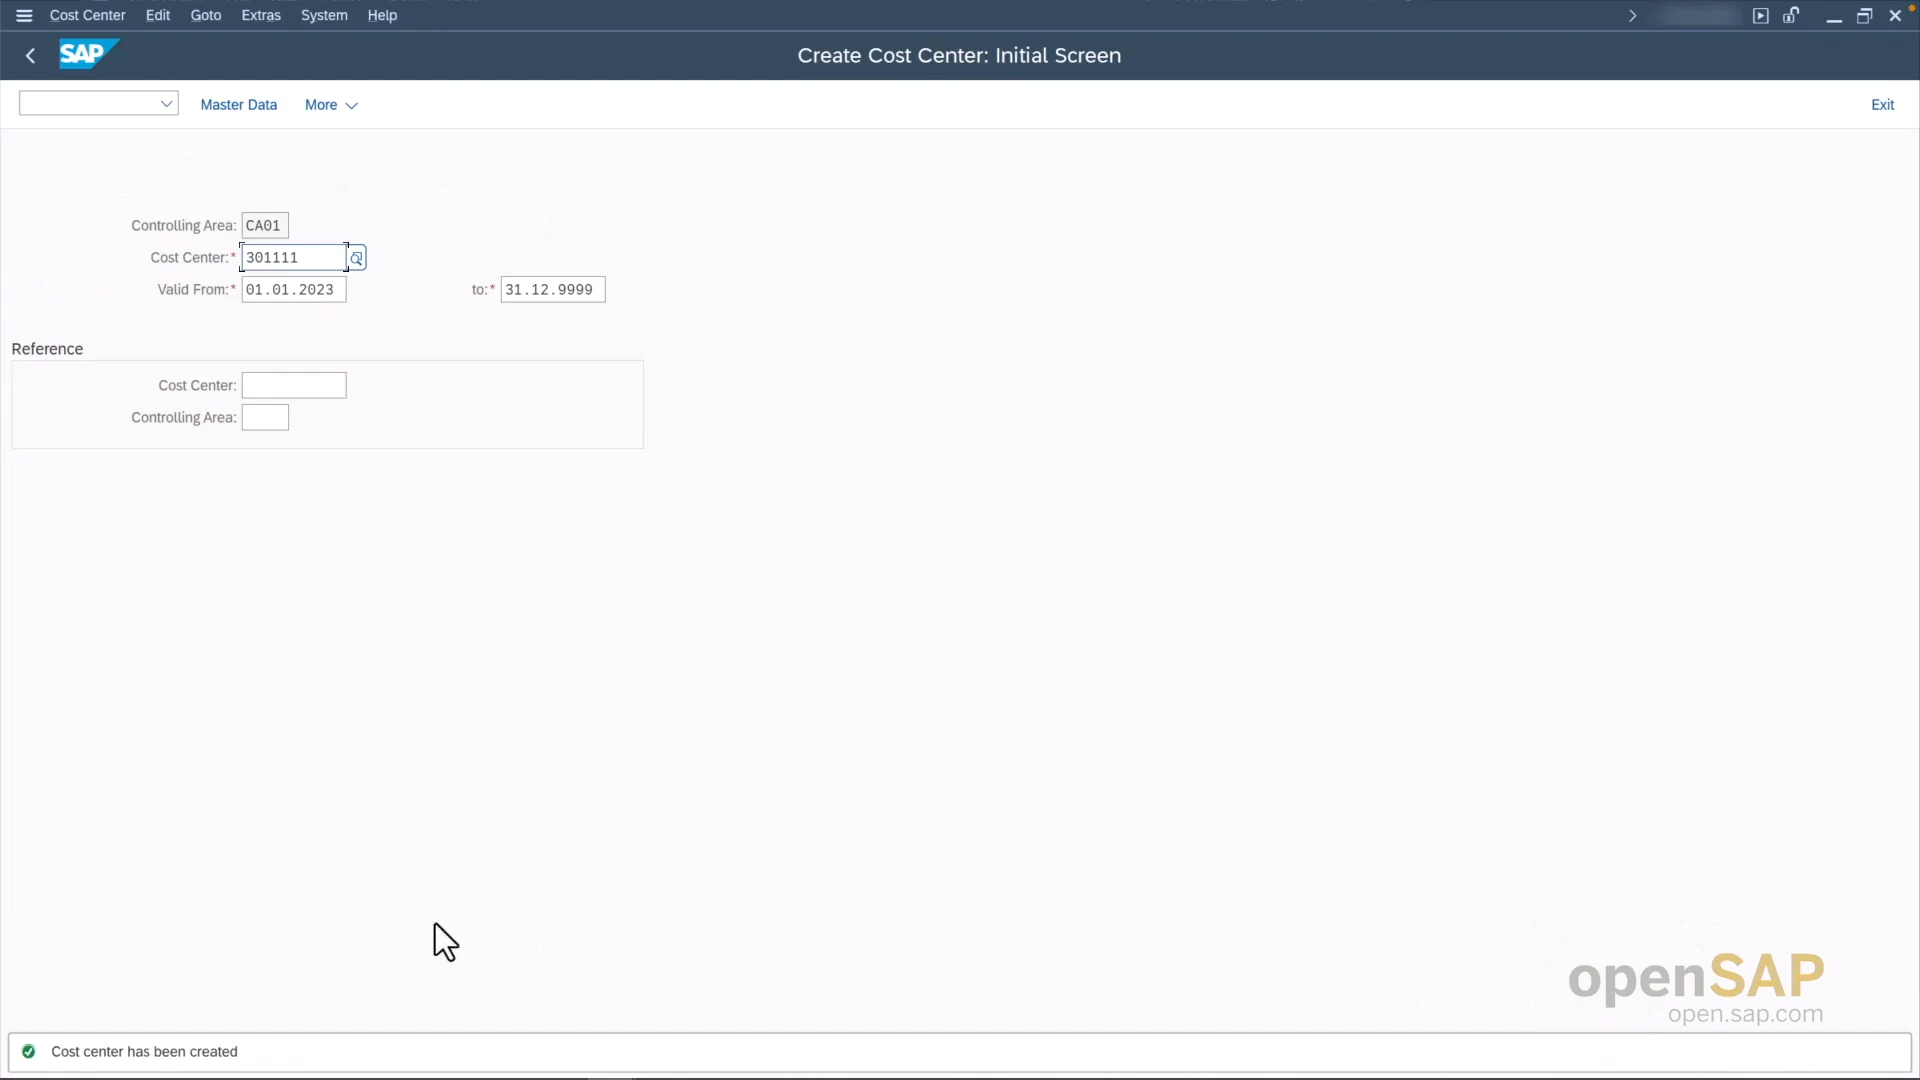 Cost Center Edit Goto Extras System Help
SAP Create Cost Center: Initial Screen
Master Data More Exit
Controlling Area: CA01
Cost Center:* 301111
Valid From:* 01.01.2023 to:* 31.12.9999
Reference
Cost Center:
Controlling Area:
openSAP
open.sap.com
Cost center has been created